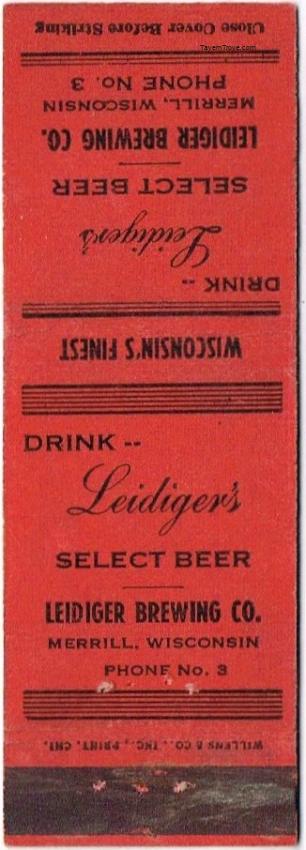 Close Cover Before Striking
TavernTrove.com
PHONE No. 3
MERRILL, WISCONSIN
LEIDIGER BREWING CO.
SELECT BEER
Leidiger's
DRINK --
WISCONSIN'S FINEST
DRINK --
Leidiger's
SELECT BEER
LEIDIGER BREWING CO.
MERRILL, WISCONSIN
PHONE No. 3
WILLENS & CO., INC., PRINT, CHI.